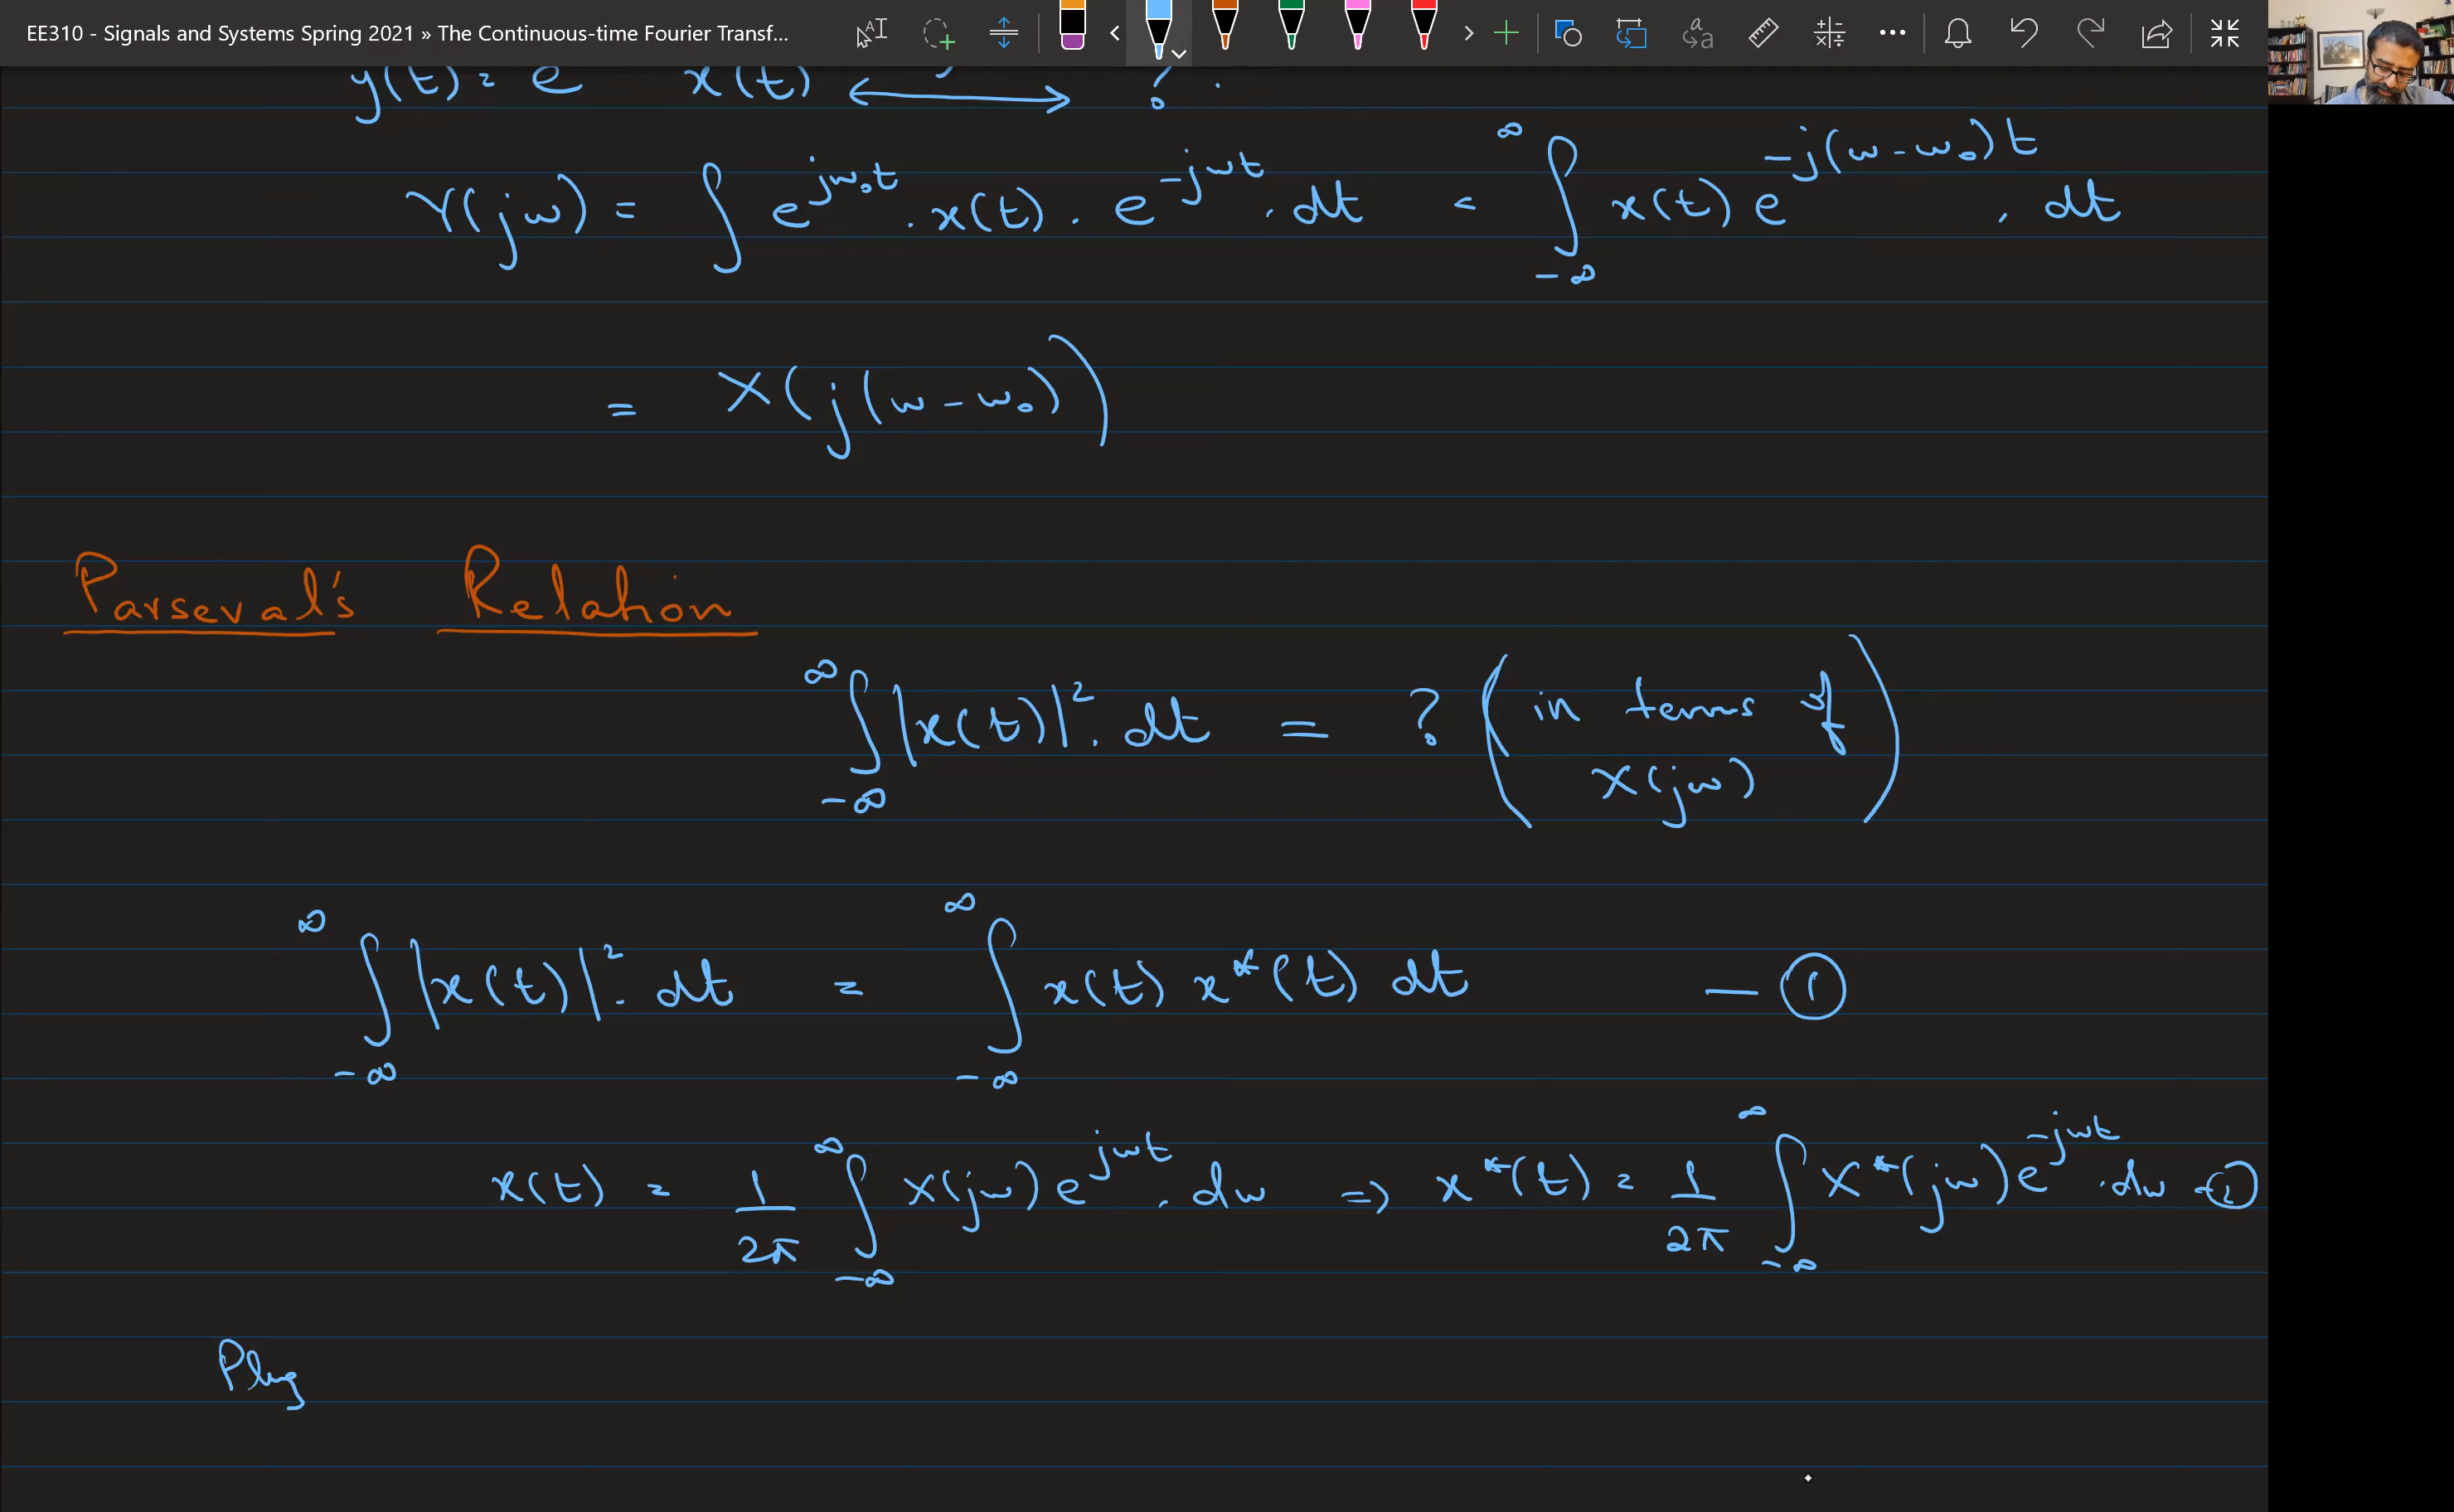 EE310 - Signals and Systems Spring 2021 » The Continuous-time Fourier Transf...
y(t) = e x(t) ⟷ ? .
Y(jω) = ∫ e^{jω₀t} . x(t) . e^{-jωt} . dt = ∫_{-∞}^{∞} x(t) e^{-j(ω-ω₀)t} . dt
= X(j(ω-ω₀))
Parseval's Relation
∫_{-∞}^{∞} |x(t)|² . dt = ? (in terms of
X(jω))
∫_{-∞}^{∞} |x(t)|² . dt = ∫_{-∞}^{∞} x(t) x*(t) dt — ①
x(t) = 1/2π ∫_{-∞}^{∞} X(jω) e^{jωt} . dω ⇒ x*(t) = 1/2π ∫_{-∞}^{∞} X*(jω) e^{-jωt} . dω - ②
Plug